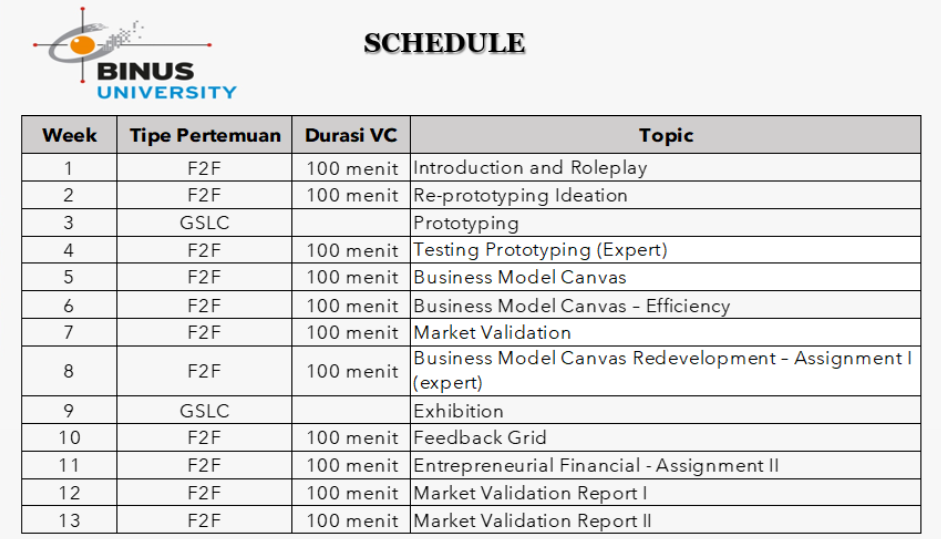 BINUS
UNIVERSITY
SCHEDULE
Week Tipe Pertemuan Durasi VC Topic
1 F2F 100 menit Introduction and Roleplay
2 F2F 100 menit Re-prototyping Ideation
3 GSLC Prototyping
4 F2F 100 menit Testing Prototyping (Expert)
5 F2F 100 menit Business Model Canvas
6 F2F 100 menit Business Model Canvas – Efficiency
7 F2F 100 menit Market Validation
8 F2F 100 menit Business Model Canvas Redevelopment – Assignment I
(expert)
9 GSLC Exhibition
10 F2F 100 menit Feedback Grid
11 F2F 100 menit Entrepreneurial Financial - Assignment II
12 F2F 100 menit Market Validation Report I
13 F2F 100 menit Market Validation Report II